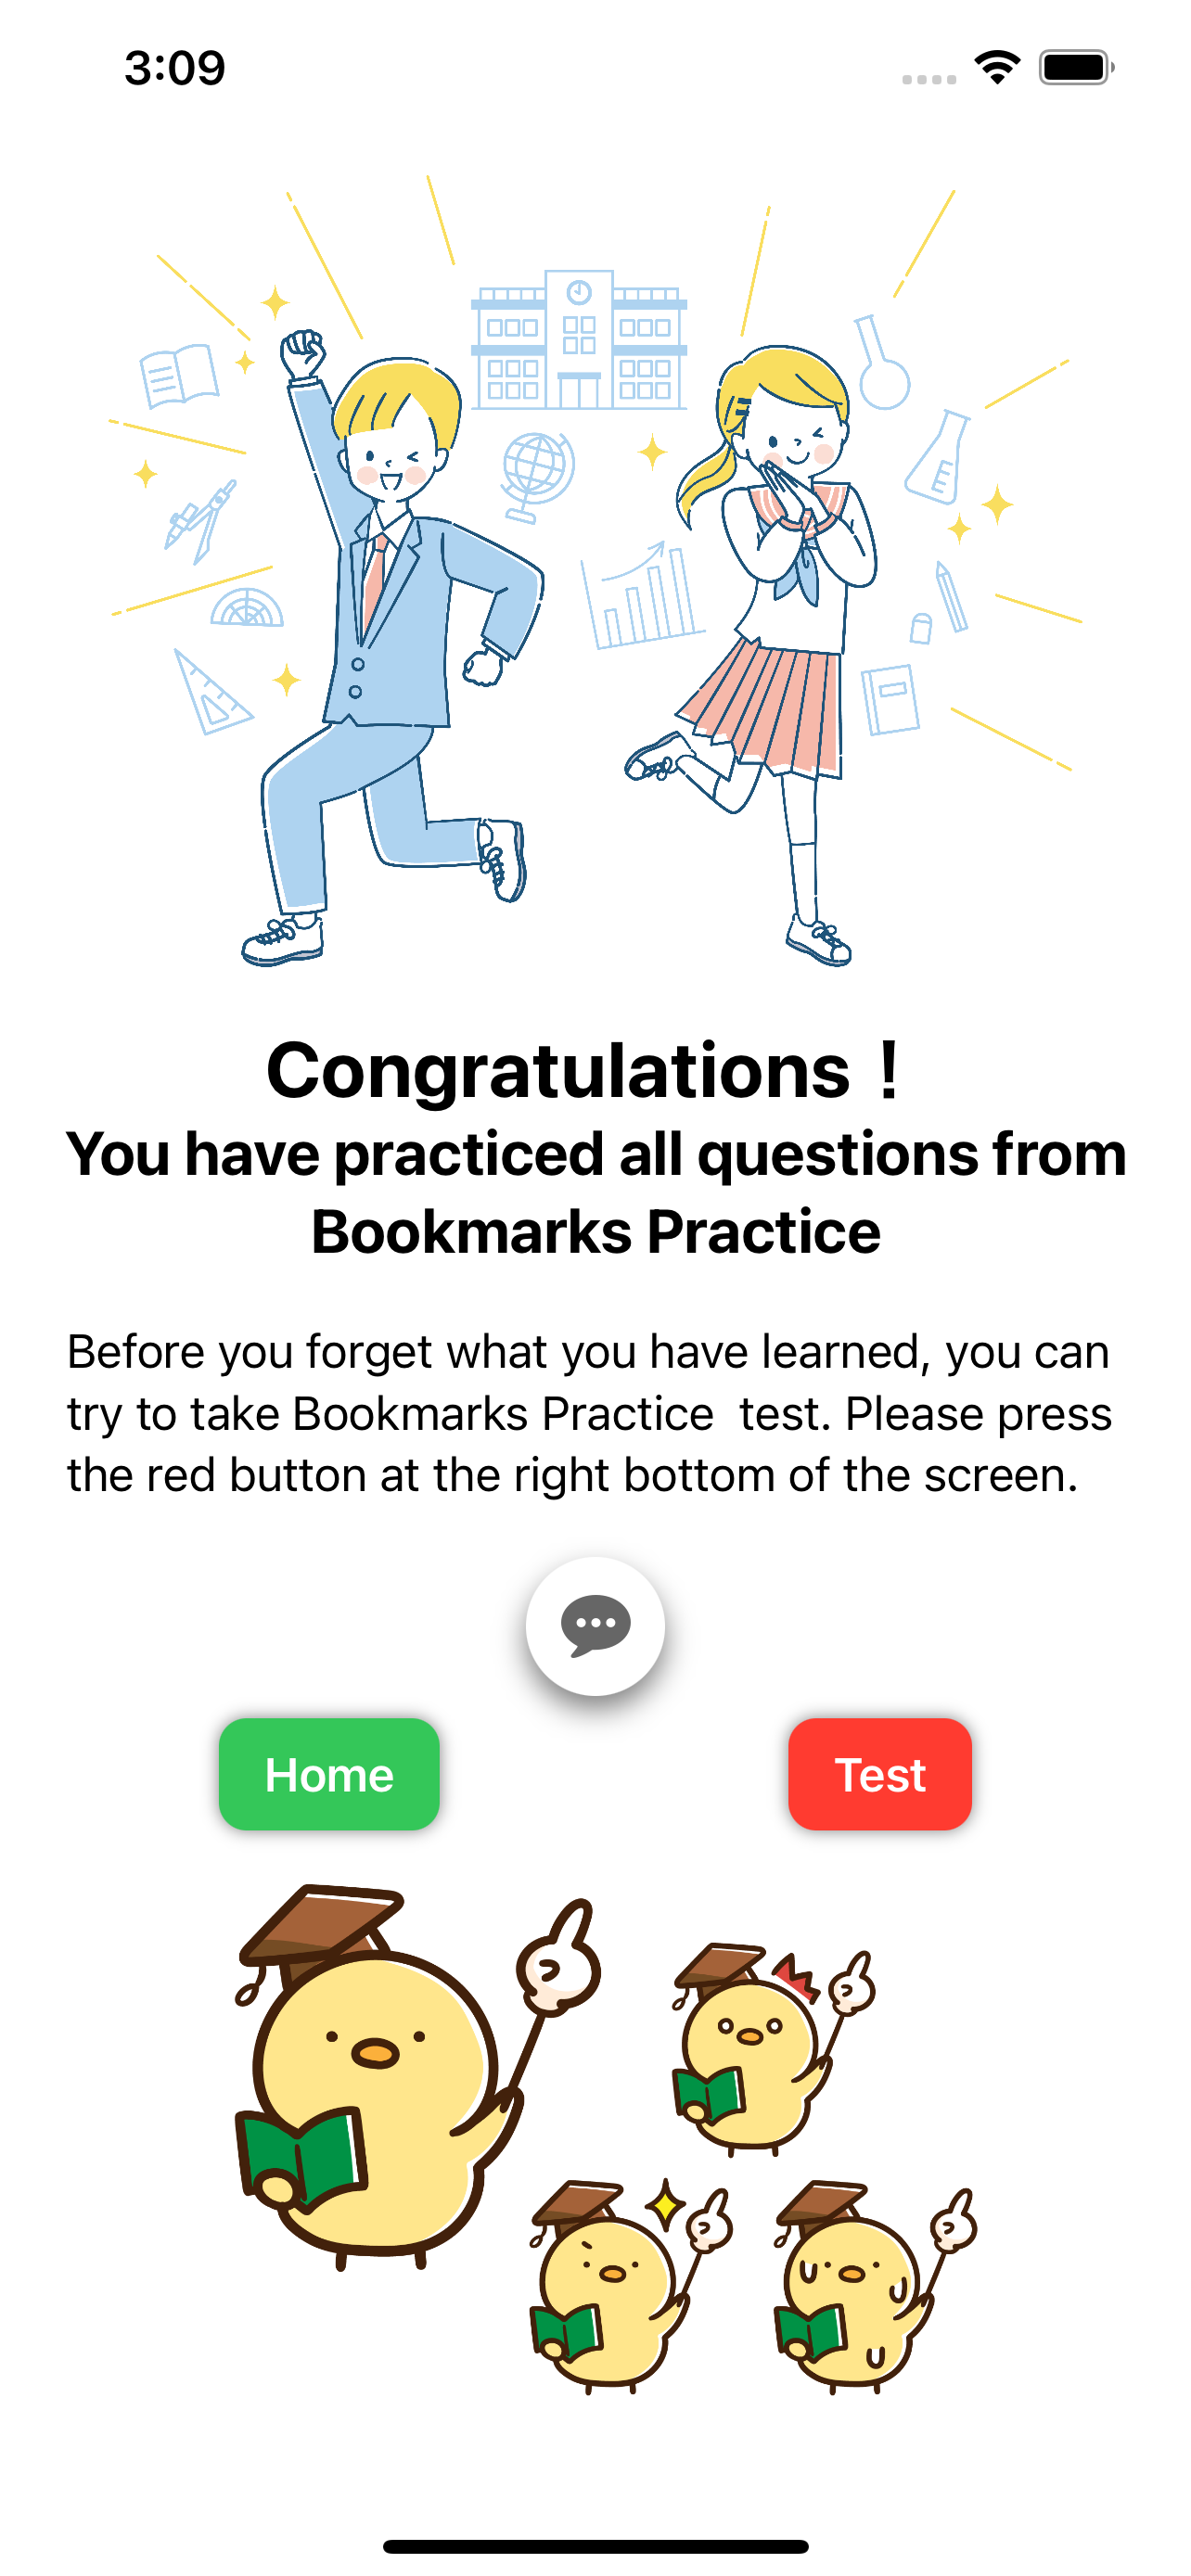 3:09
Congratulations！
You have practiced all questions from
Bookmarks Practice
Before you forget what you have learned, you can
try to take Bookmarks Practice  test. Please press
the red button at the right bottom of the screen.
Home
Test